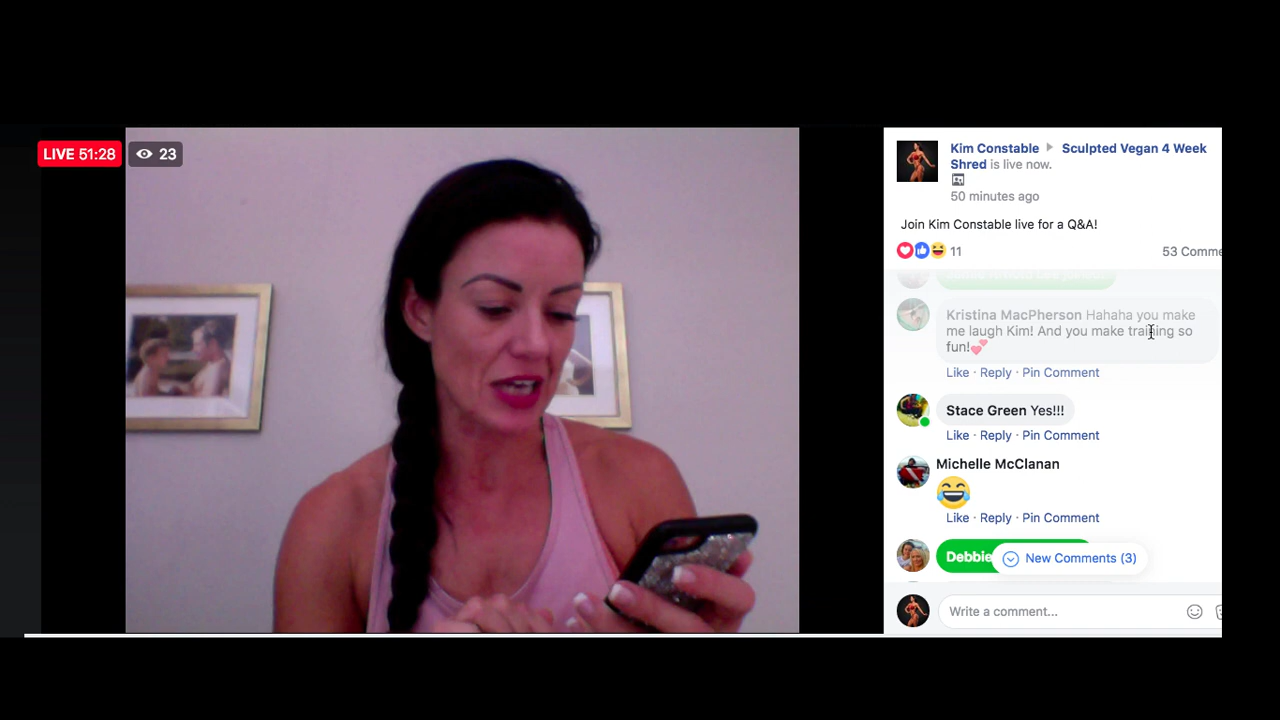 LIVE 51:28
23
Kim Constable
Sculpted Vegan 4 Week
Shred is live now.
50 minutes ago
Join Kim Constable live for a Q&A!
11
53 Comme
Kristina MacPherson Hahaha you make
me laugh Kim! And you make training so
fun!
Like · Reply · Pin Comment
Stace Green Yes!!!
Like · Reply · Pin Comment
Michelle McClanan
Like · Reply · Pin Comment
Debbie
New Comments (3)
Write a comment...